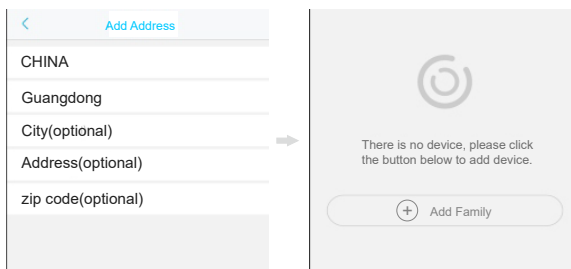 Add Address
CHINA
Guangdong
City(optional)
Address(optional)
zip code(optional)
There is no device, please click
the button below to add device.
Add Family